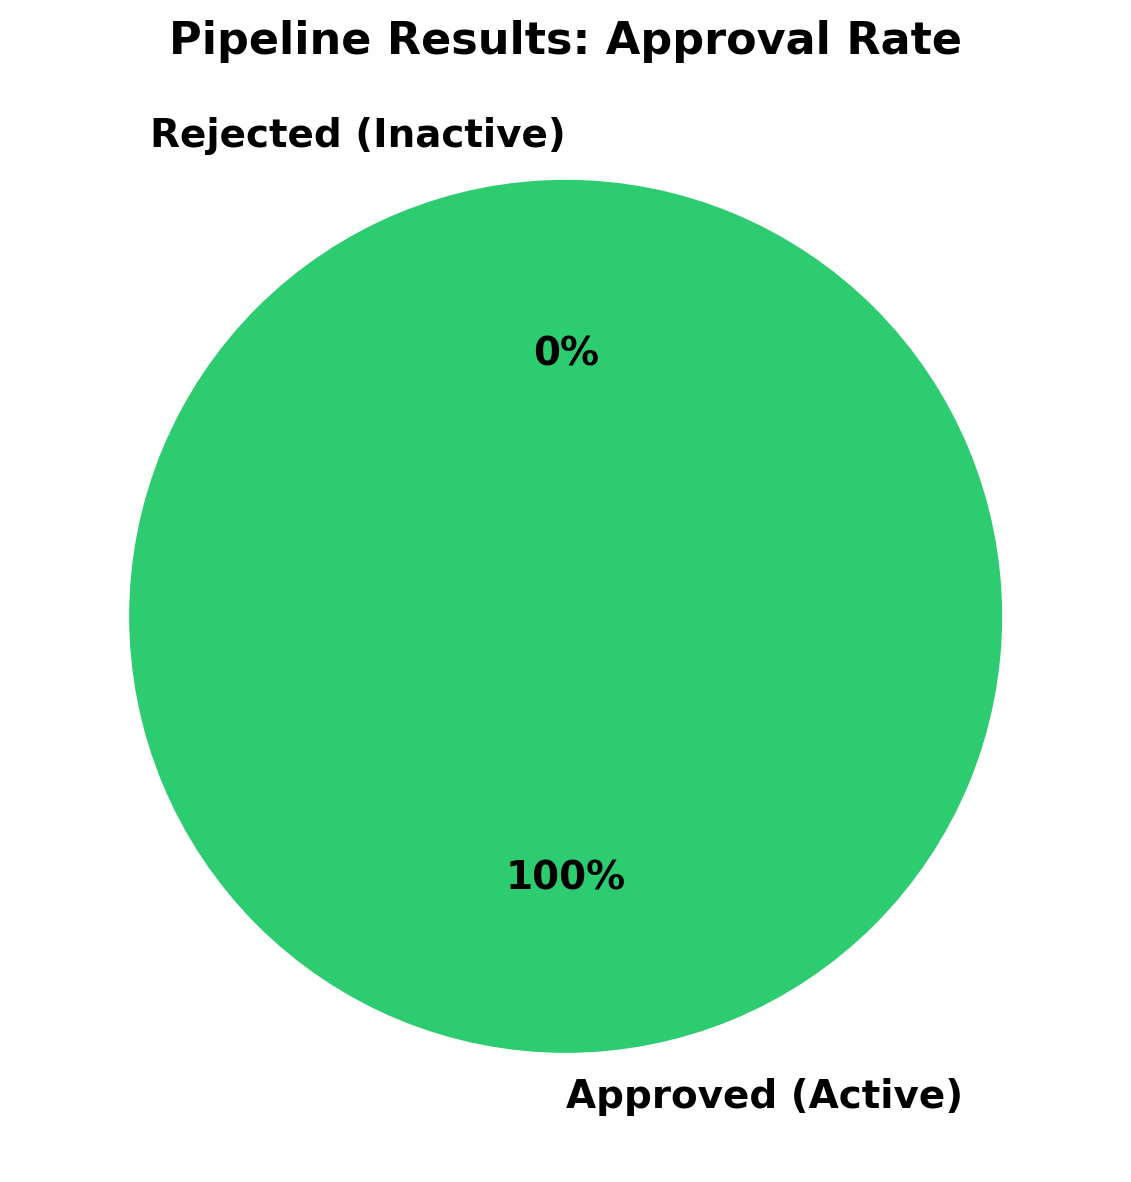 Pipeline Results: Approval Rate
Rejected (Inactive)
0%
100%
Approved (Active)